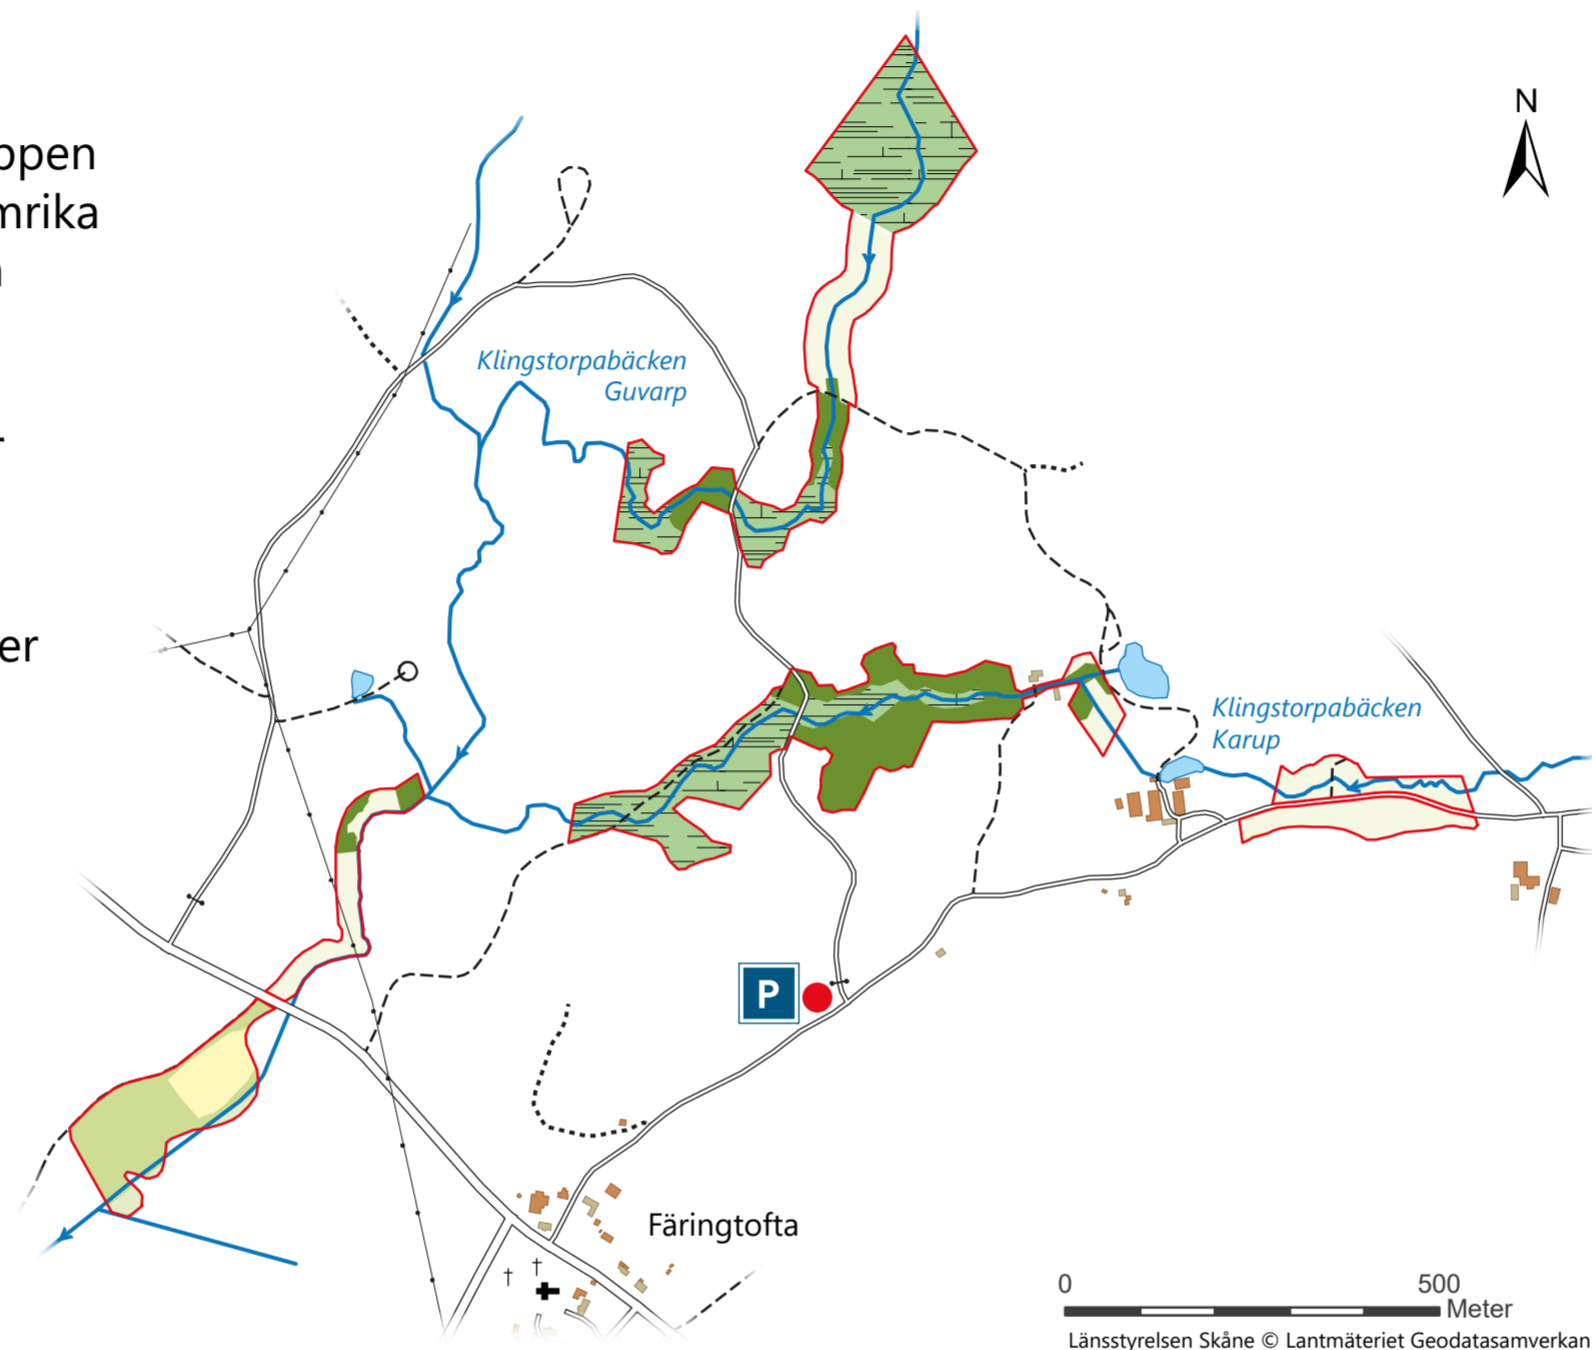 ppen
N
mrika
Klingstorpabäcken
Guvarp
er
Klingstorpabäcken
Karup
P
Färingtofta
0 500
Meter
Länsstyrelsen Skåne © Lantmäteriet Geodatasamverkan